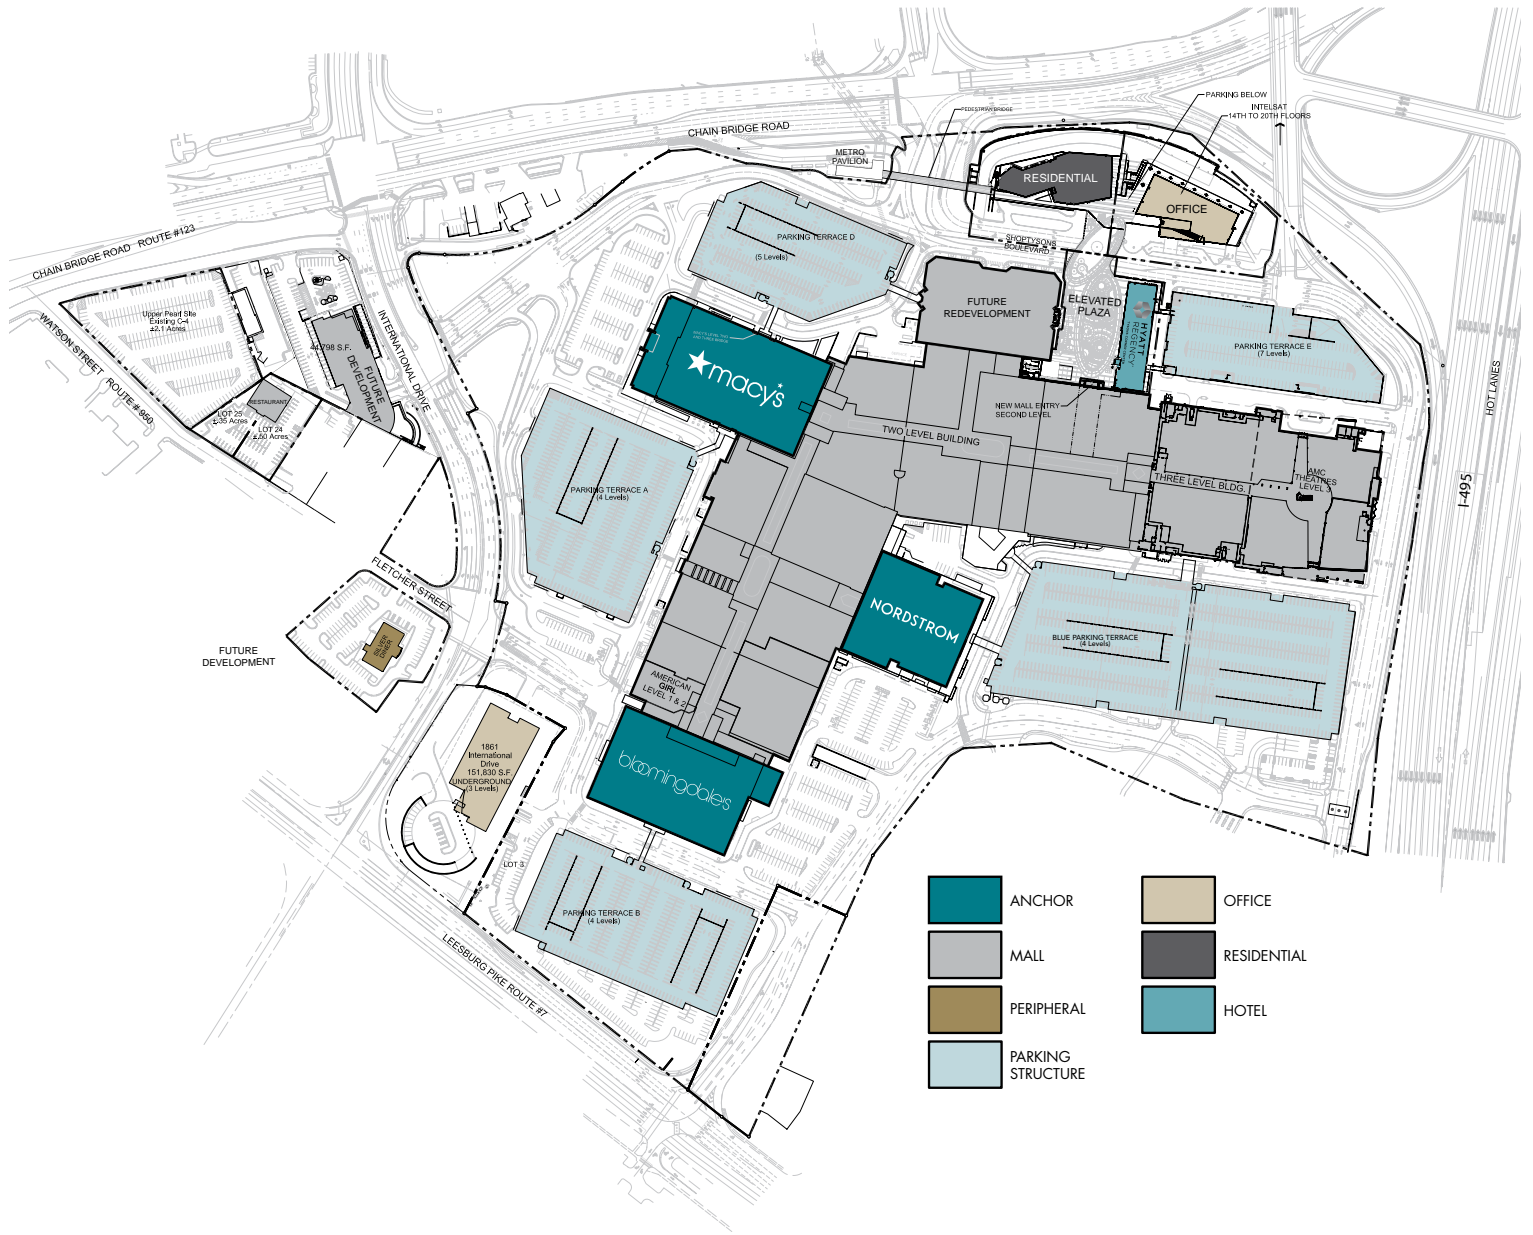 PARKING BELOW
INTELSAT
14TH TO 20TH FLOORS
PEDESTRIAN BRIDGE
CHAIN BRIDGE ROAD
METRO
PAVILION
RESIDENTIAL
OFFICE
SHOPTYSONS
BOULEVARD
CHAIN BRIDGE ROAD ROUTE #123
PARKING TERRACE D
(5 Levels)
FUTURE
REDEVELOPMENT
ELEVATED
PLAZA
HYATT
REGENCY
PARKING TERRACE E
(7 Levels)
Upper Pearl Site
Existing C-4
±2.1 Acres
WATSON STREET ROUTE # 950
INTERNATIONAL DRIVE
44,798 S.F.
FUTURE
DEVELOPMENT
RESTAURANT
LOT 25
±.35 Acres
LOT 24
±.50 Acres
macy's
NEW MALL ENTRY
SECOND LEVEL
TWO LEVEL BUILDING
THREE LEVEL BLDG.
AMC
THEATRES
LEVEL 3
HOT LANES
I-495
PARKING TERRACE A
(4 Levels)
FLETCHER STREET
SILVER
DINER
FUTURE
DEVELOPMENT
NORDSTROM
BLUE PARKING TERRACE
(4 Levels)
AMERICAN
GIRL
LEVEL 1 & 2
bloomingdale's
1861
International
Drive
151,830 S.F.
UNDERGROUND
(3 Levels)
LOT 3
PARKING TERRACE B
(4 Levels)
LEESBURG PIKE ROUTE #7
ANCHOR
MALL
PERIPHERAL
PARKING
STRUCTURE
OFFICE
RESIDENTIAL
HOTEL